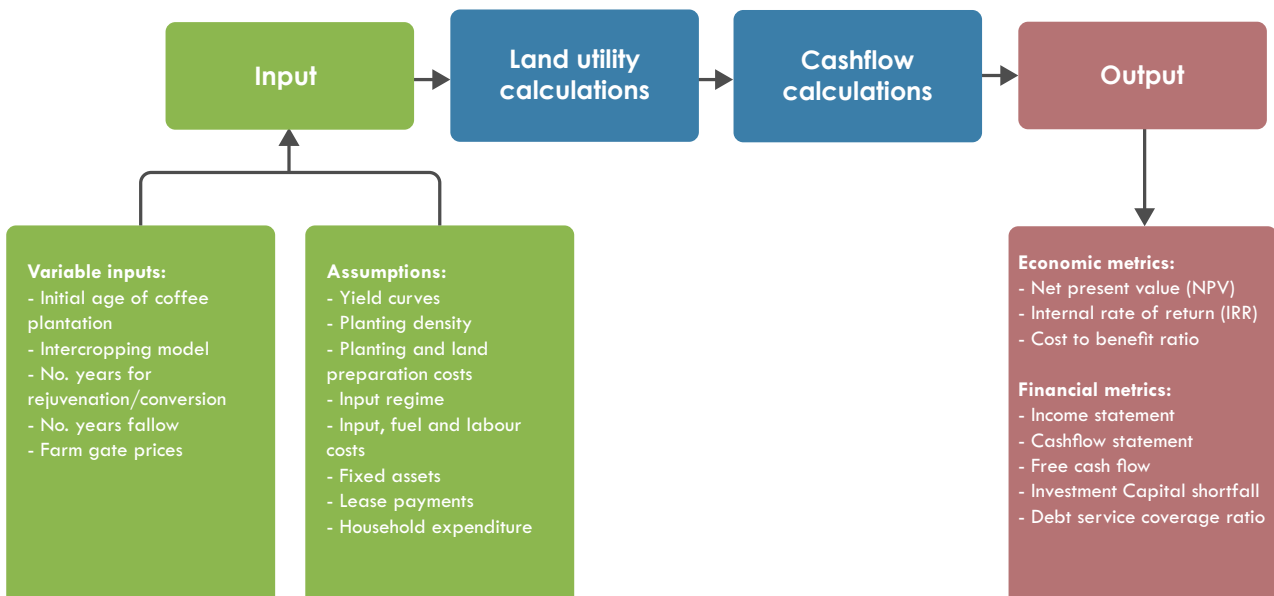 Input
Land utility
calculations
Cashflow
calculations
Output
Variable inputs:
- Initial age of coffee
plantation
- Intercropping model
- No. years for
rejuvenation/conversion
- No. years fallow
- Farm gate prices
Assumptions:
- Yield curves
- Planting density
- Planting and land
preparation costs
- Input regime
- Input, fuel and labour
costs
- Fixed assets
- Lease payments
- Household expenditure
Economic metrics:
- Net present value (NPV)
- Internal rate of return (IRR)
- Cost to benefit ratio
Financial metrics:
- Income statement
- Cashflow statement
- Free cash flow
- Investment Capital shortfall
- Debt service coverage ratio